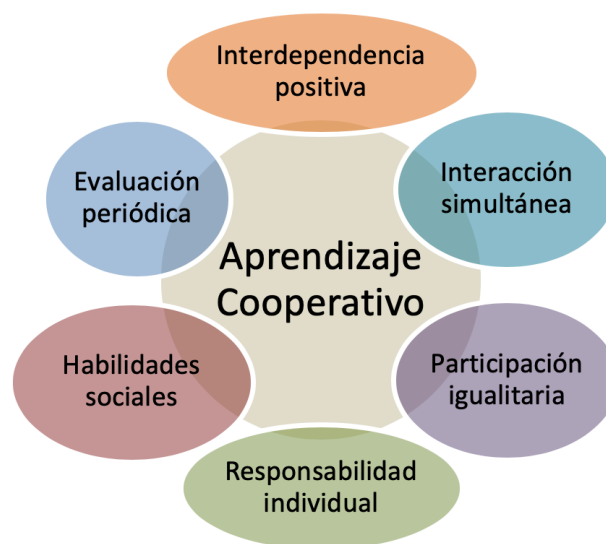 Interdependencia
positiva
Interacción
simultánea
Participación
igualitaria
Responsabilidad
individual
Habilidades
sociales
Evaluación
periódica
Aprendizaje
Cooperativo